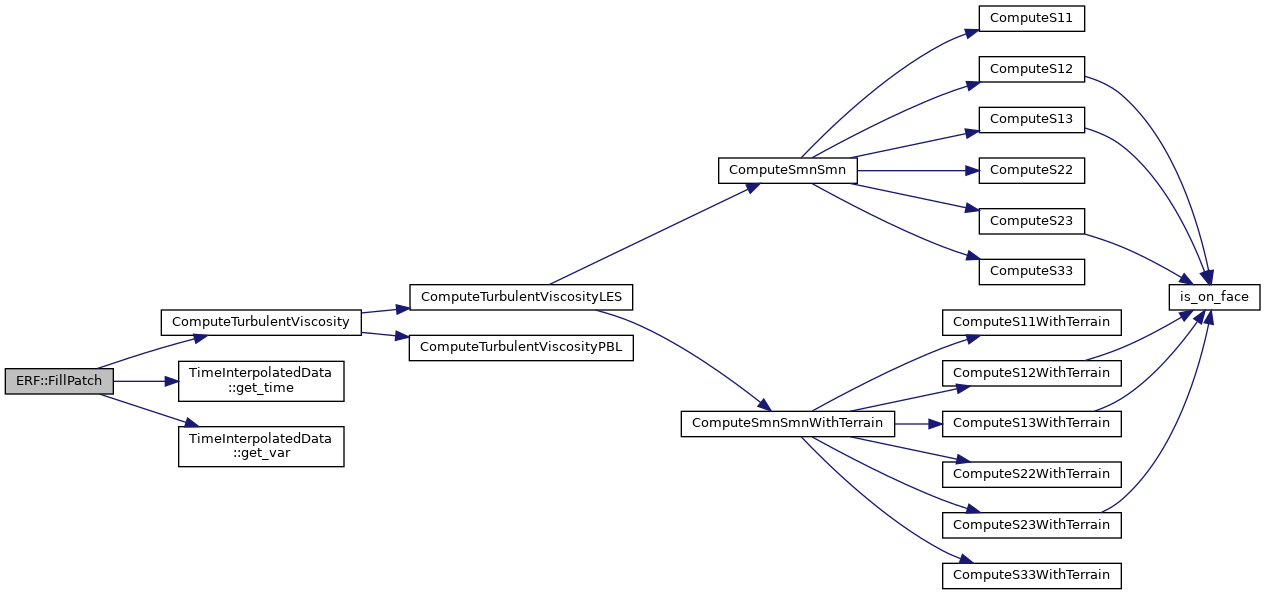 ERF::FillPatch
ComputeTurbulentViscosity
TimeInterpolatedData
::get_time
TimeInterpolatedData
::get_var
ComputeTurbulentViscosityLES
ComputeTurbulentViscosityPBL
ComputeSmnSmn
ComputeSmnSmnWithTerrain
ComputeS11
ComputeS12
ComputeS13
ComputeS22
ComputeS23
ComputeS33
ComputeS11WithTerrain
ComputeS12WithTerrain
ComputeS13WithTerrain
ComputeS22WithTerrain
ComputeS23WithTerrain
ComputeS33WithTerrain
is_on_face